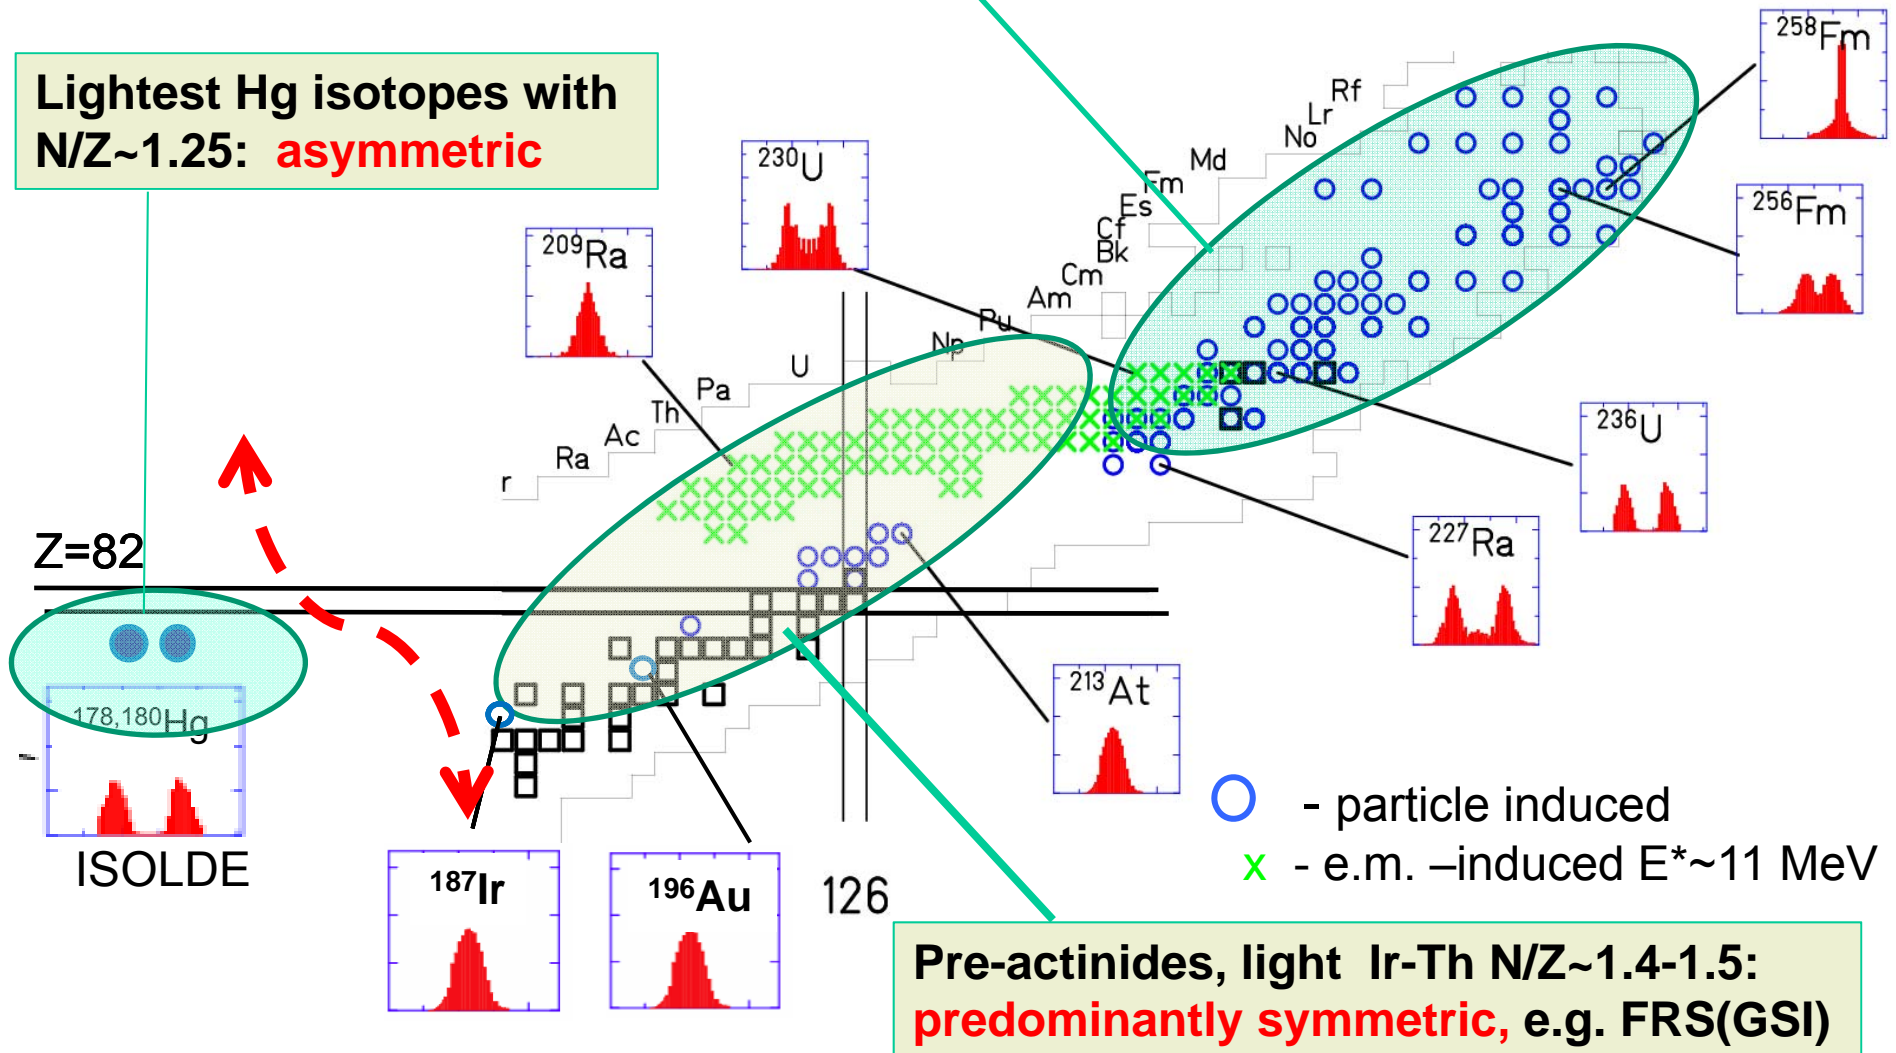 Lightest Hg isotopes with
N/Z~1.25: asymmetric
258Fm
256Fm
230U
209Ra
Rf
Lr
No
Md
Fm
Es
Cf
Bk
Cm
Am
Pu
Np
U
Pa
Th
Ac
Ra
r
236U
227Ra
213At
Z=82
178,180Hg
ISOLDE
187Ir
196Au
126
- particle induced
x - e.m. –induced E*~11 MeV
Pre-actinides, light Ir-Th N/Z~1.4-1.5:
predominantly symmetric, e.g. FRS(GSI)